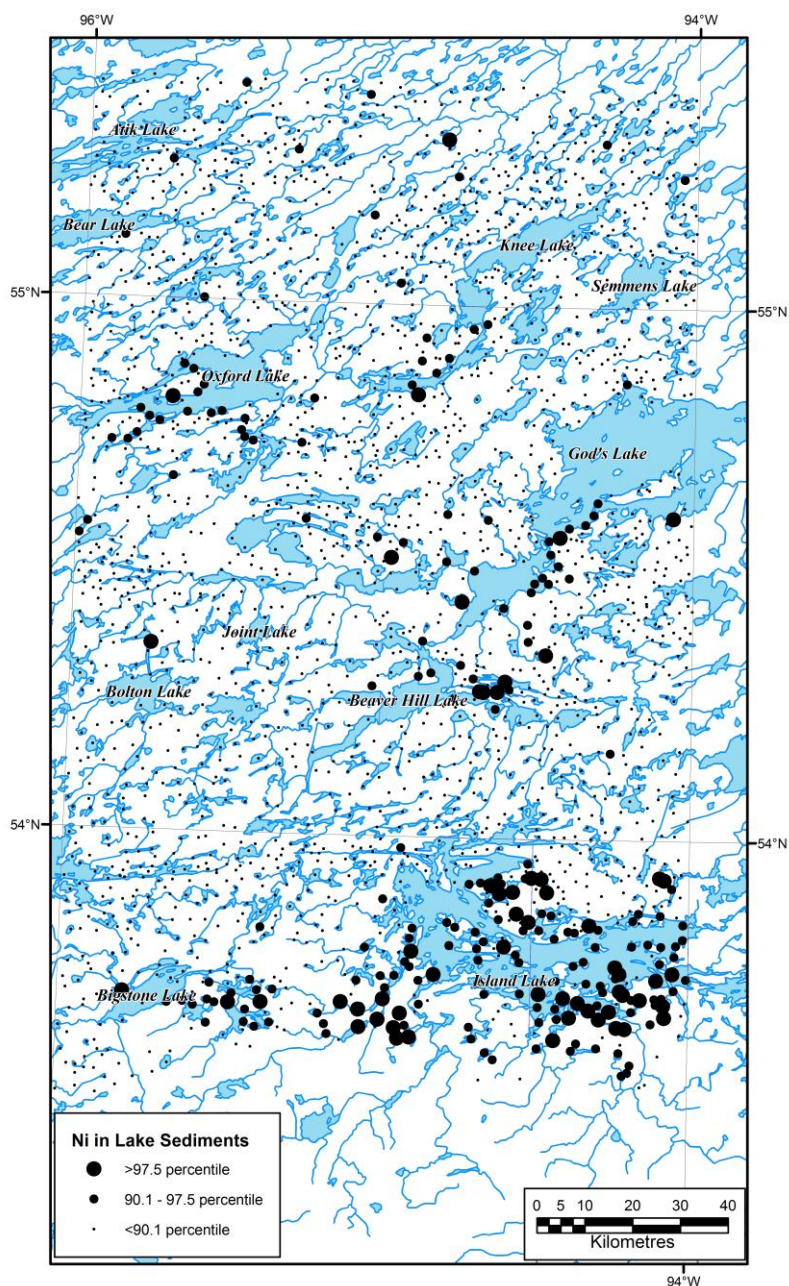 96°W
94°W
Atik Lake
Bear Lake
Knee Lake
Semmens Lake
55°N
55°N
Oxford Lake
God's Lake
Joint Lake
Bolton Lake
Beaver Hill Lake
54°N
54°N
Island Lake
Bigstone Lake
Ni in Lake Sediments
>97.5 percentile
90.1 - 97.5 percentile
<90.1 percentile
0 5 10 20 30 40
Kilometres
94°W